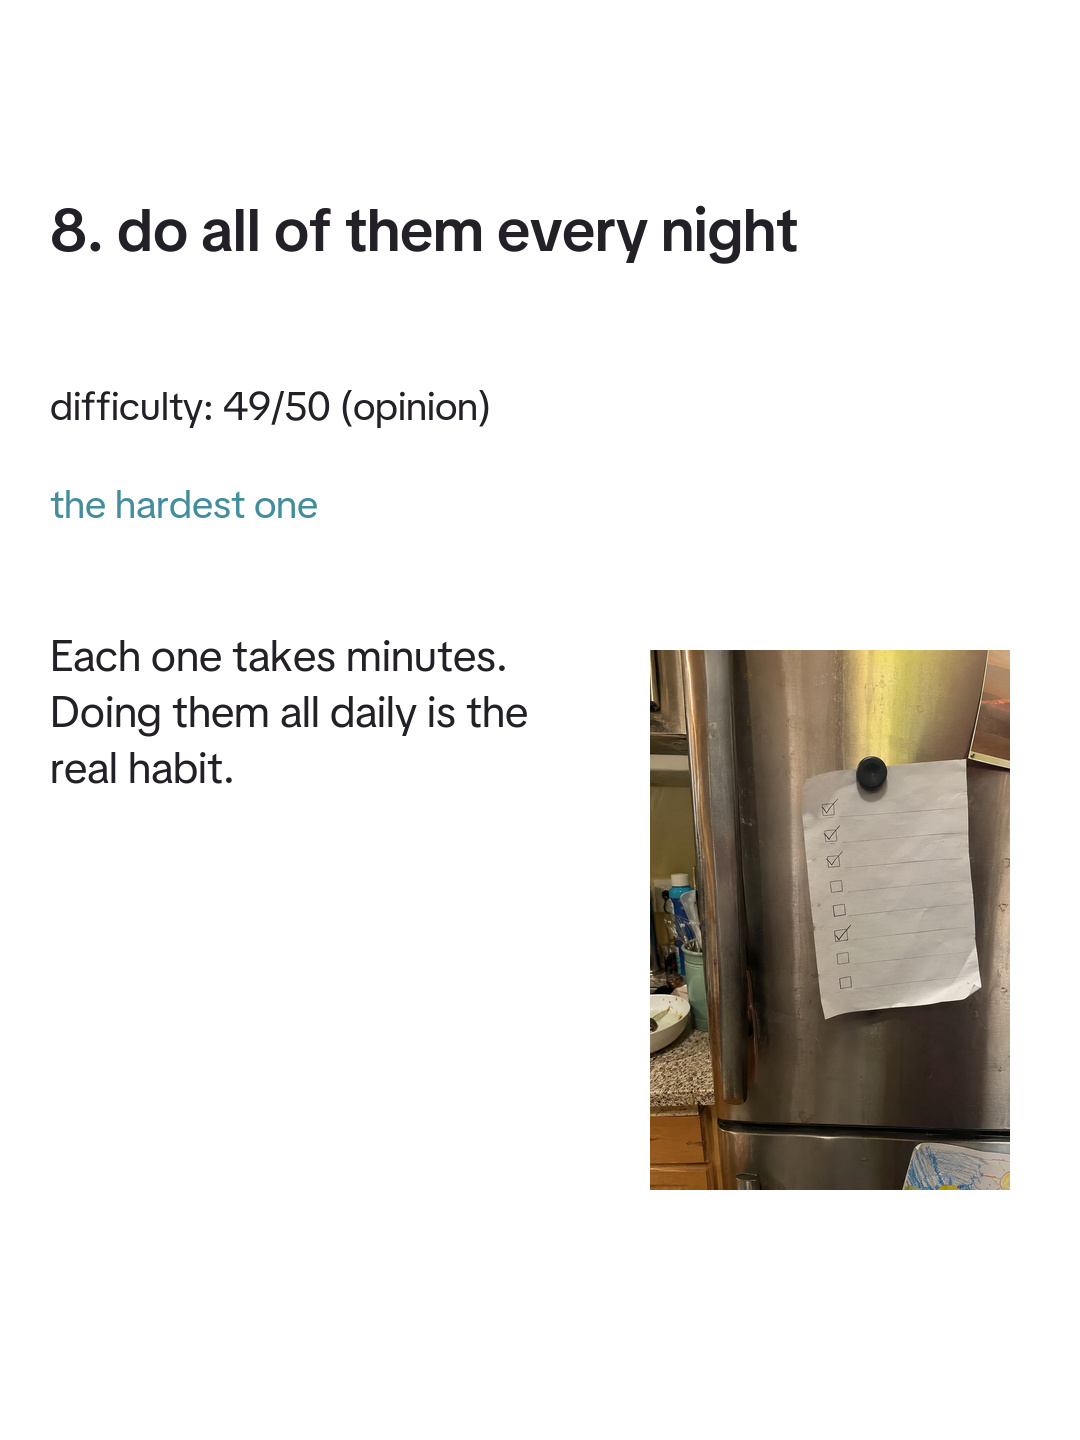 8. do all of them every night
difficulty: 49/50 (opinion)
the hardest one
Each one takes minutes.
Doing them all daily is the
real habit.